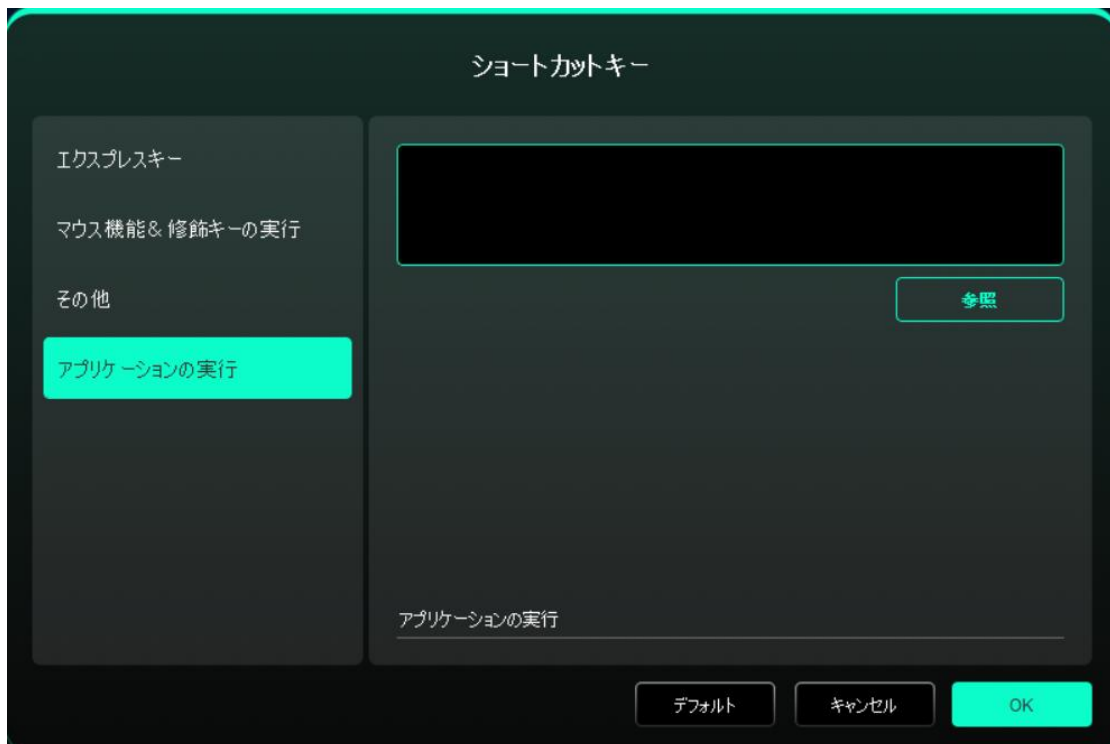 ショートカットキー
エクスプレスキー
マウス機能& 修飾キーの実行
その他
アプリケーションの実行
参照
アプリケーションの実行
デフォルト
キャンセル
OK